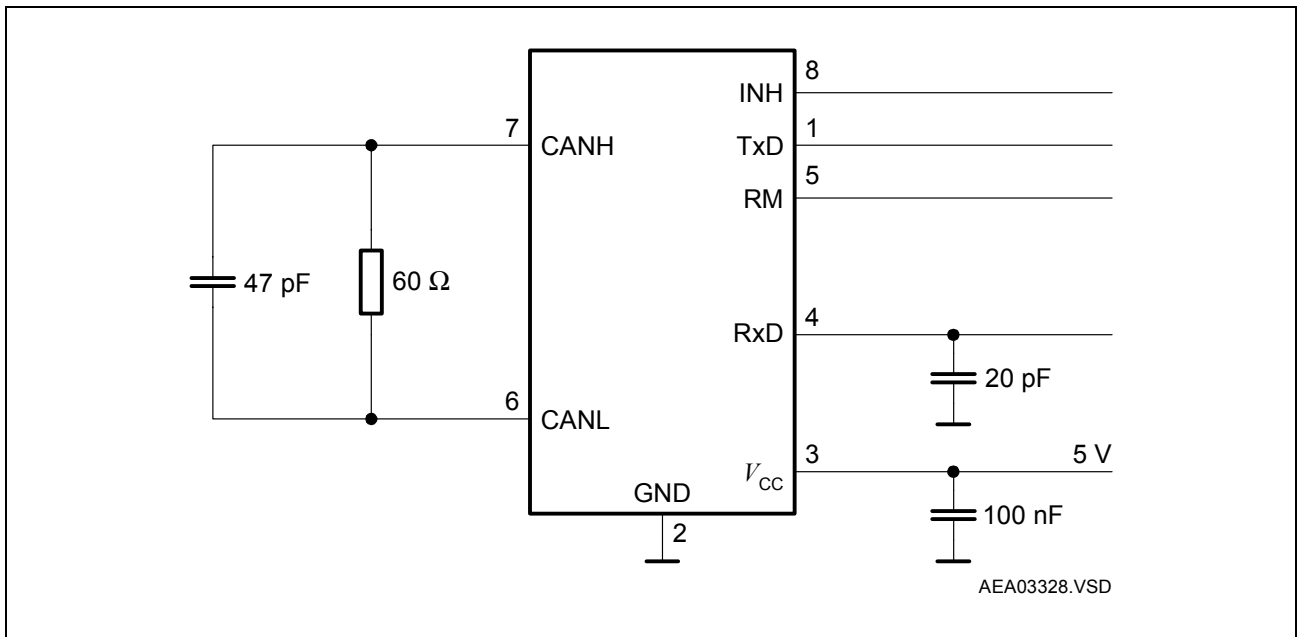 8
INH
7
1
CANH
TxD
5
RM
47 pF
60 Ω
4
RxD
20 pF
6
CANL
3
5 V
VCC
GND
100 nF
2
AEA03328.VSD